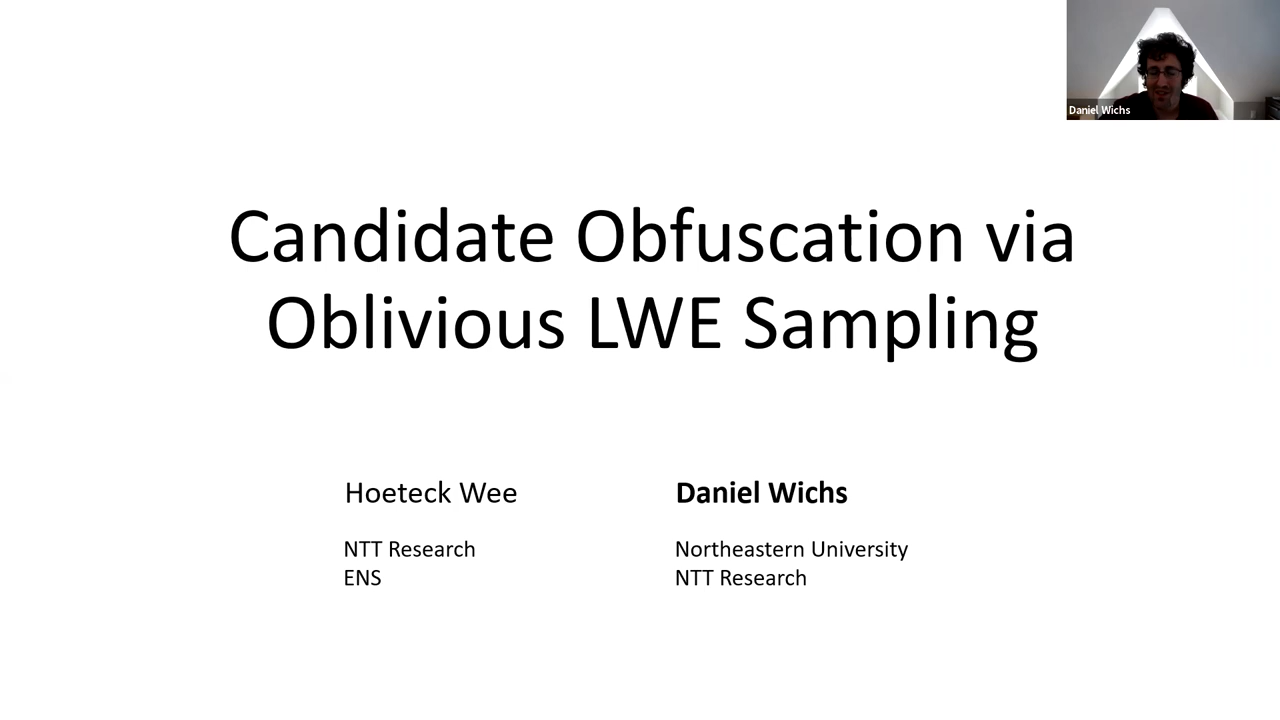 Daniel Wichs
Candidate Obfuscation via
Oblivious LWE Sampling
Hoeteck Wee
Daniel Wichs
NTT Research
ENS
Northeastern University
NTT Research